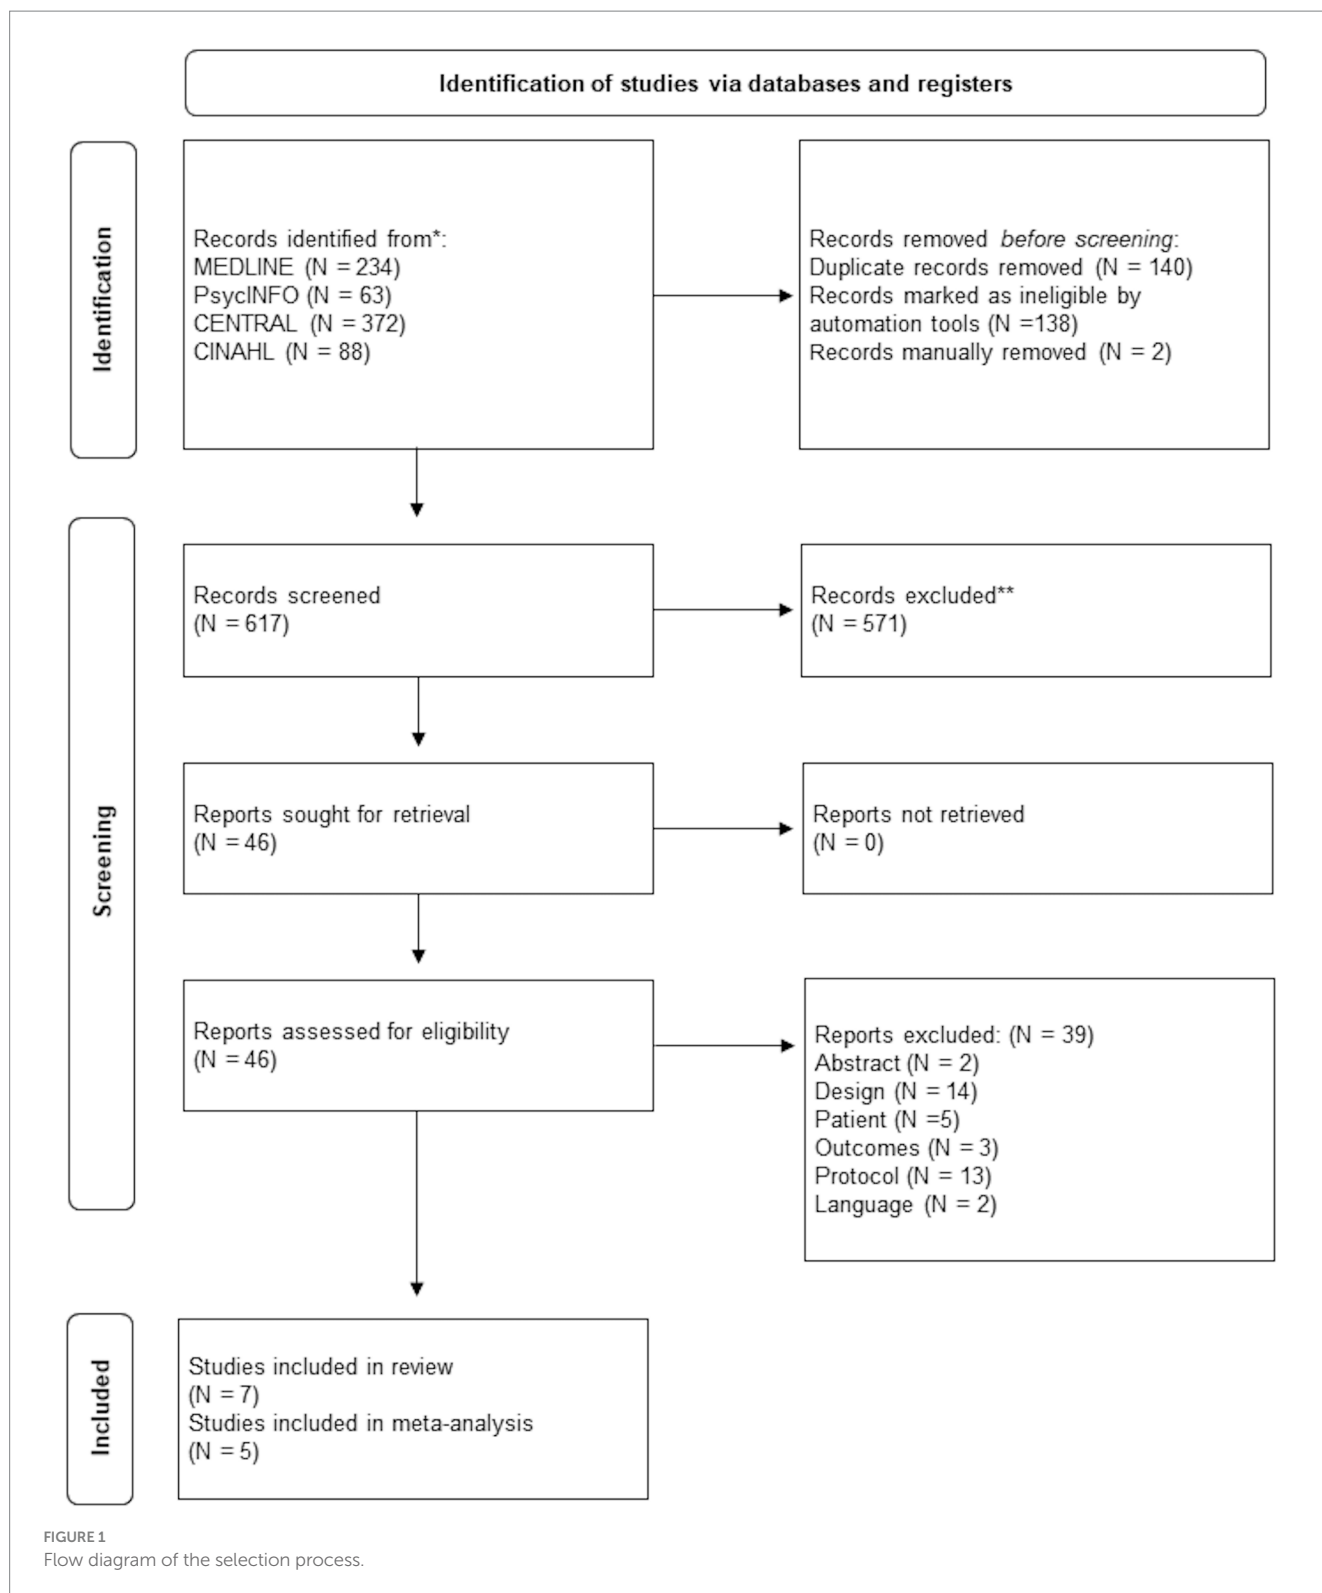 Identification of studies via databases and registers
Identification
Records identified from*:
MEDLINE (N = 234)
PsycINFO (N = 63)
CENTRAL (N = 372)
CINAHL (N = 88)
Records removed before screening:
Duplicate records removed (N = 140)
Records marked as ineligible by
automation tools (N =138)
Records manually removed (N = 2)
Screening
Records screened
(N = 617)
Records excluded**
(N = 571)
Reports sought for retrieval
(N = 46)
Reports not retrieved
(N = 0)
Reports assessed for eligibility
(N = 46)
Reports excluded: (N = 39)
Abstract (N = 2)
Design (N = 14)
Patient (N =5)
Outcomes (N = 3)
Protocol (N = 13)
Language (N = 2)
Included
Studies included in review
(N = 7)
Studies included in meta-analysis
(N = 5)
FIGURE 1
Flow diagram of the selection process.